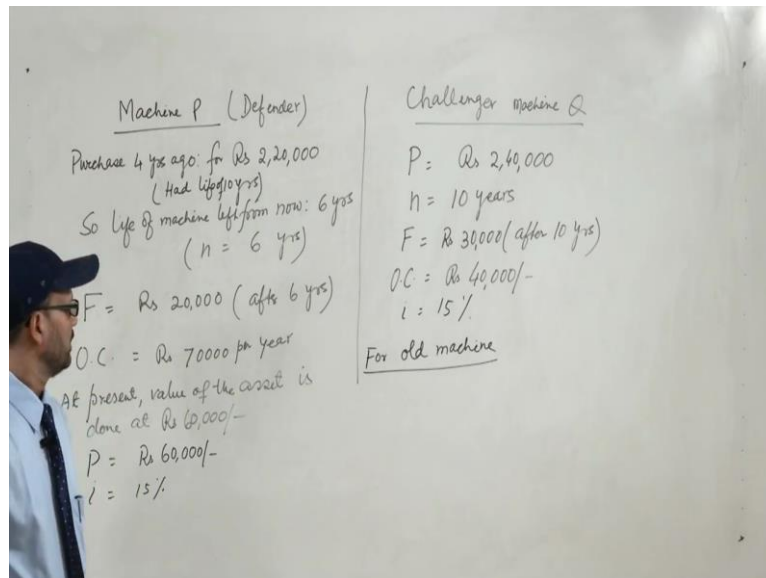 Machine P (Defender)
Purchase 4 yrs ago: for Rs 2,20,000
(Had life of 10 yrs)
So life of machine left from now: 6 yrs
(n = 6 yrs)
F = Rs 20,000 (afts 6 yrs)
O.C. = Rs 70000 per year
At present, value of the asset is
done at Rs 60,000/-
P = Rs 60,000/-
i = 15%
Challenger Machine Q
P = Rs 2,40,000
n = 10 years
F = Rs 30,000 (after 10 yrs)
O.C. = Rs 40,000/-
i = 15%
For old machine